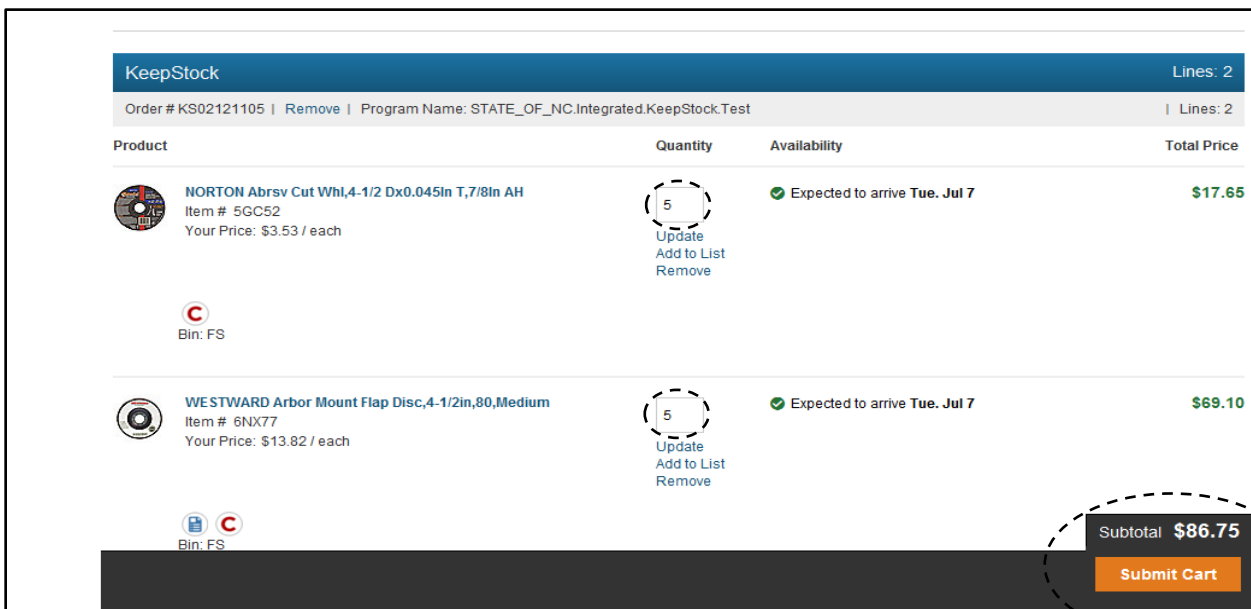 KeepStock Lines: 2
Order # KS02121105 | Remove | Program Name: STATE_OF_NC.Integrated.KeepStock.Test | Lines: 2
Product Quantity Availability Total Price
NORTON Abrsv Cut Whl,4-1/2 Dx0.045In T,7/8In AH
Item # 5GC52
Your Price: $3.53 / each
5
Update
Add to List
Remove
Expected to arrive Tue. Jul 7
$17.65
C
Bin: FS
WESTWARD Arbor Mount Flap Disc,4-1/2in,80,Medium
Item # 6NX77
Your Price: $13.82 / each
5
Update
Add to List
Remove
Expected to arrive Tue. Jul 7
$69.10
C
Bin: FS
Subtotal $86.75
Submit Cart